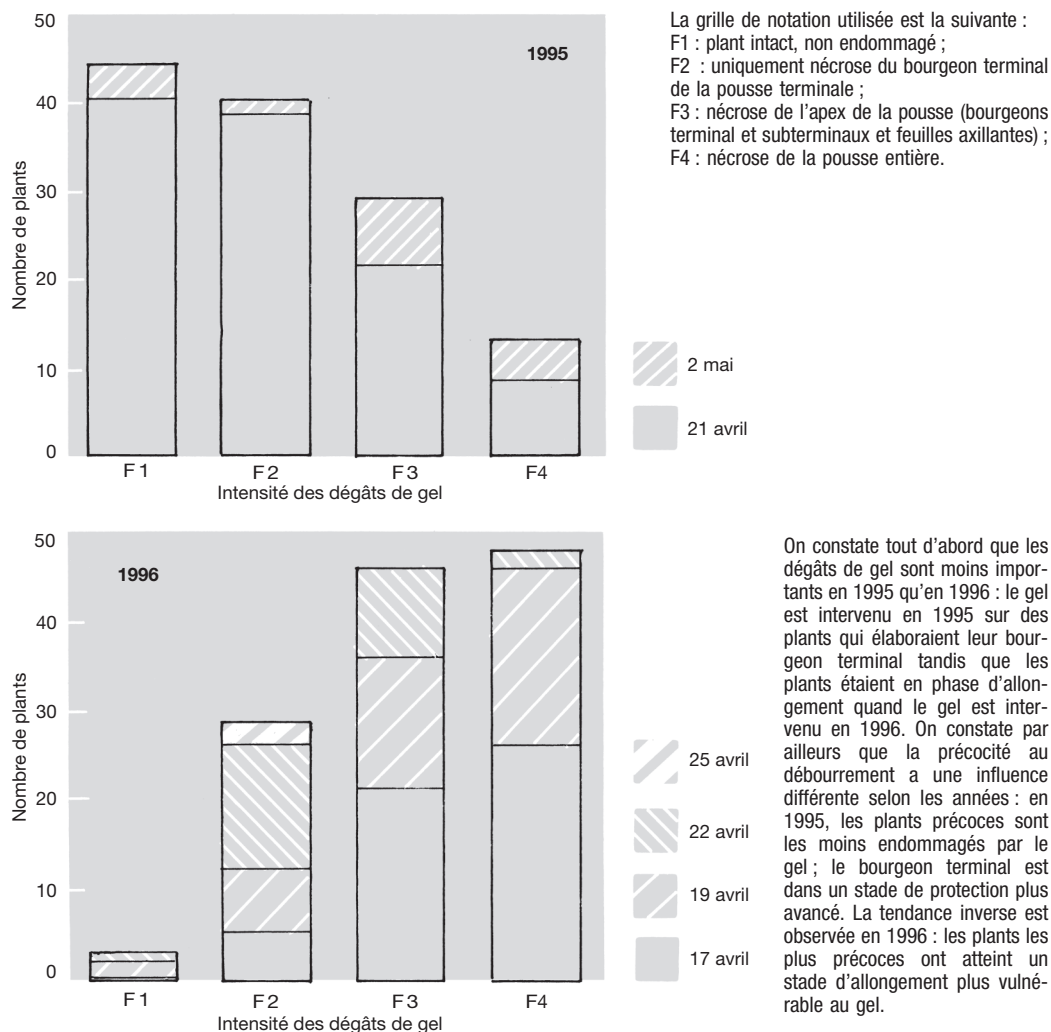 50
40
30
20
10
0
Nombre de plants
1995
F1
F2
F3
F4
Intensité des dégâts de gel
La grille de notation utilisée est la suivante :
F1 : plant intact, non endommagé ;
F2 : uniquement nécrose du bourgeon terminal
de la pousse terminale ;
F3 : nécrose de l'apex de la pousse (bourgeons
terminal et subterminaux et feuilles axillantes) ;
F4 : nécrose de la pousse entière.
2 mai
21 avril
50
40
30
20
10
0
Nombre de plants
1996
F1
F2
F3
F4
Intensité des dégâts de gel
25 avril
22 avril
19 avril
17 avril
On constate tout d'abord que les
dégâts de gel sont moins impor-
tants en 1995 qu'en 1996 : le gel
est intervenu en 1995 sur des
plants qui élaboraient leur bour-
geon terminal tandis que les
plants étaient en phase d'allon-
gement quand le gel est inter-
venu en 1996. On constate par
ailleurs que la précocité au
débourrement a une influence
différente selon les années : en
1995, les plants précoces sont
les moins endommagés par le
gel ; le bourgeon terminal est
dans un stade de protection plus
avancé. La tendance inverse est
observée en 1996 : les plants les
plus précoces ont atteint un
stade d'allongement plus vulné-
rable au gel.